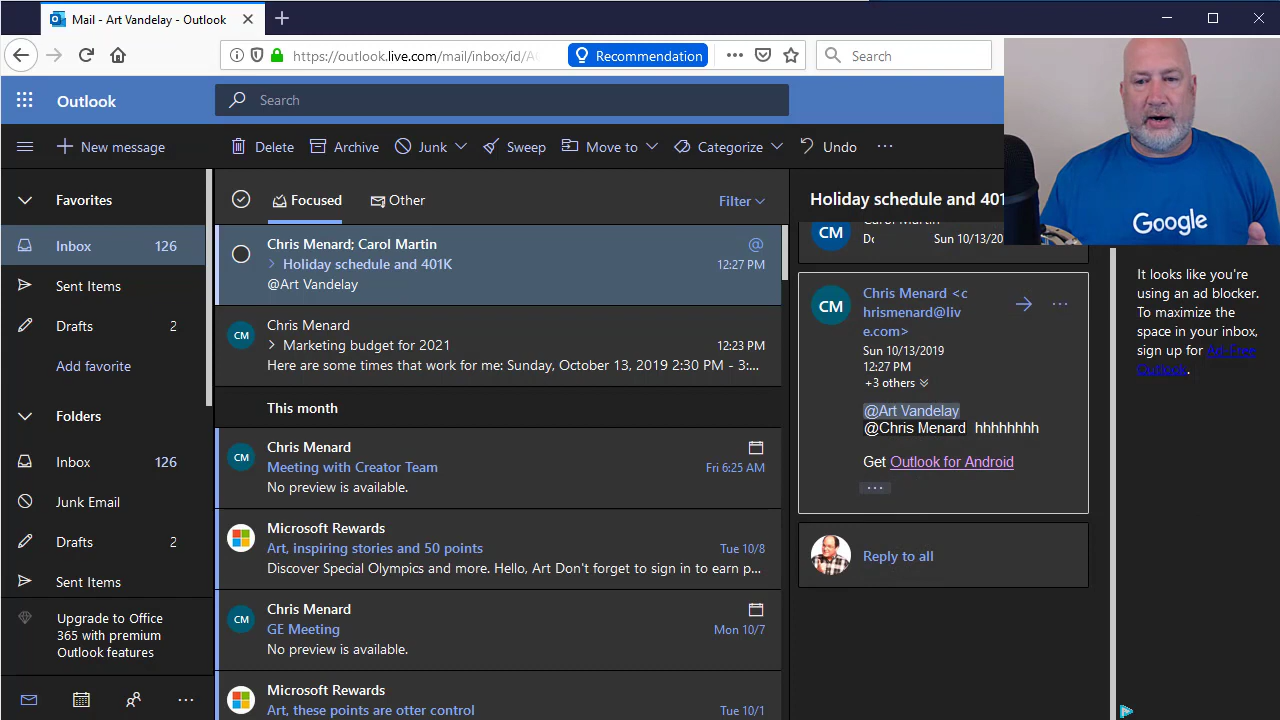 Mail - Art Vandelay - Outlook
https://outlook.live.com/mail/inbox/id/A
Recommendation
Search
Outlook
Search
New message
Delete
Archive
Junk
Sweep
Move to
Categorize
Undo
Favorites
Inbox 126
Sent Items
Drafts 2
Add favorite
Folders
Inbox 126
Junk Email
Drafts 2
Sent Items
Upgrade to Office
365 with premium
Outlook features
Focused
Other
Filter
Chris Menard; Carol Martin @
Holiday schedule and 401K 12:27 PM
@Art Vandelay
CM
Chris Menard
Marketing budget for 2021 12:23 PM
Here are some times that work for me: Sunday, October 13, 2019 2:30 PM - 3:...
This month
CM
Chris Menard
Meeting with Creator Team Fri 6:25 AM
No preview is available.
Microsoft Rewards
Art, inspiring stories and 50 points Tue 10/8
Discover Special Olympics and more. Hello, Art Don't forget to sign in to earn p...
CM
Chris Menard
GE Meeting Mon 10/7
No preview is available.
Microsoft Rewards
Art, these points are otter control Tue 10/1
Holiday schedule and 401
CM
Carol Martin
Sun 10/13/20
CM
Chris Menard <c
hrismenard@liv
e.com>
Sun 10/13/2019
12:27 PM
+3 others
@Art Vandelay
@Chris Menard hhhhhhhh
Get Outlook for Android
...
Reply to all
It looks like you're
using an ad blocker.
To maximize the
space in your inbox,
sign up for Ad-Free
Outlook.
Google